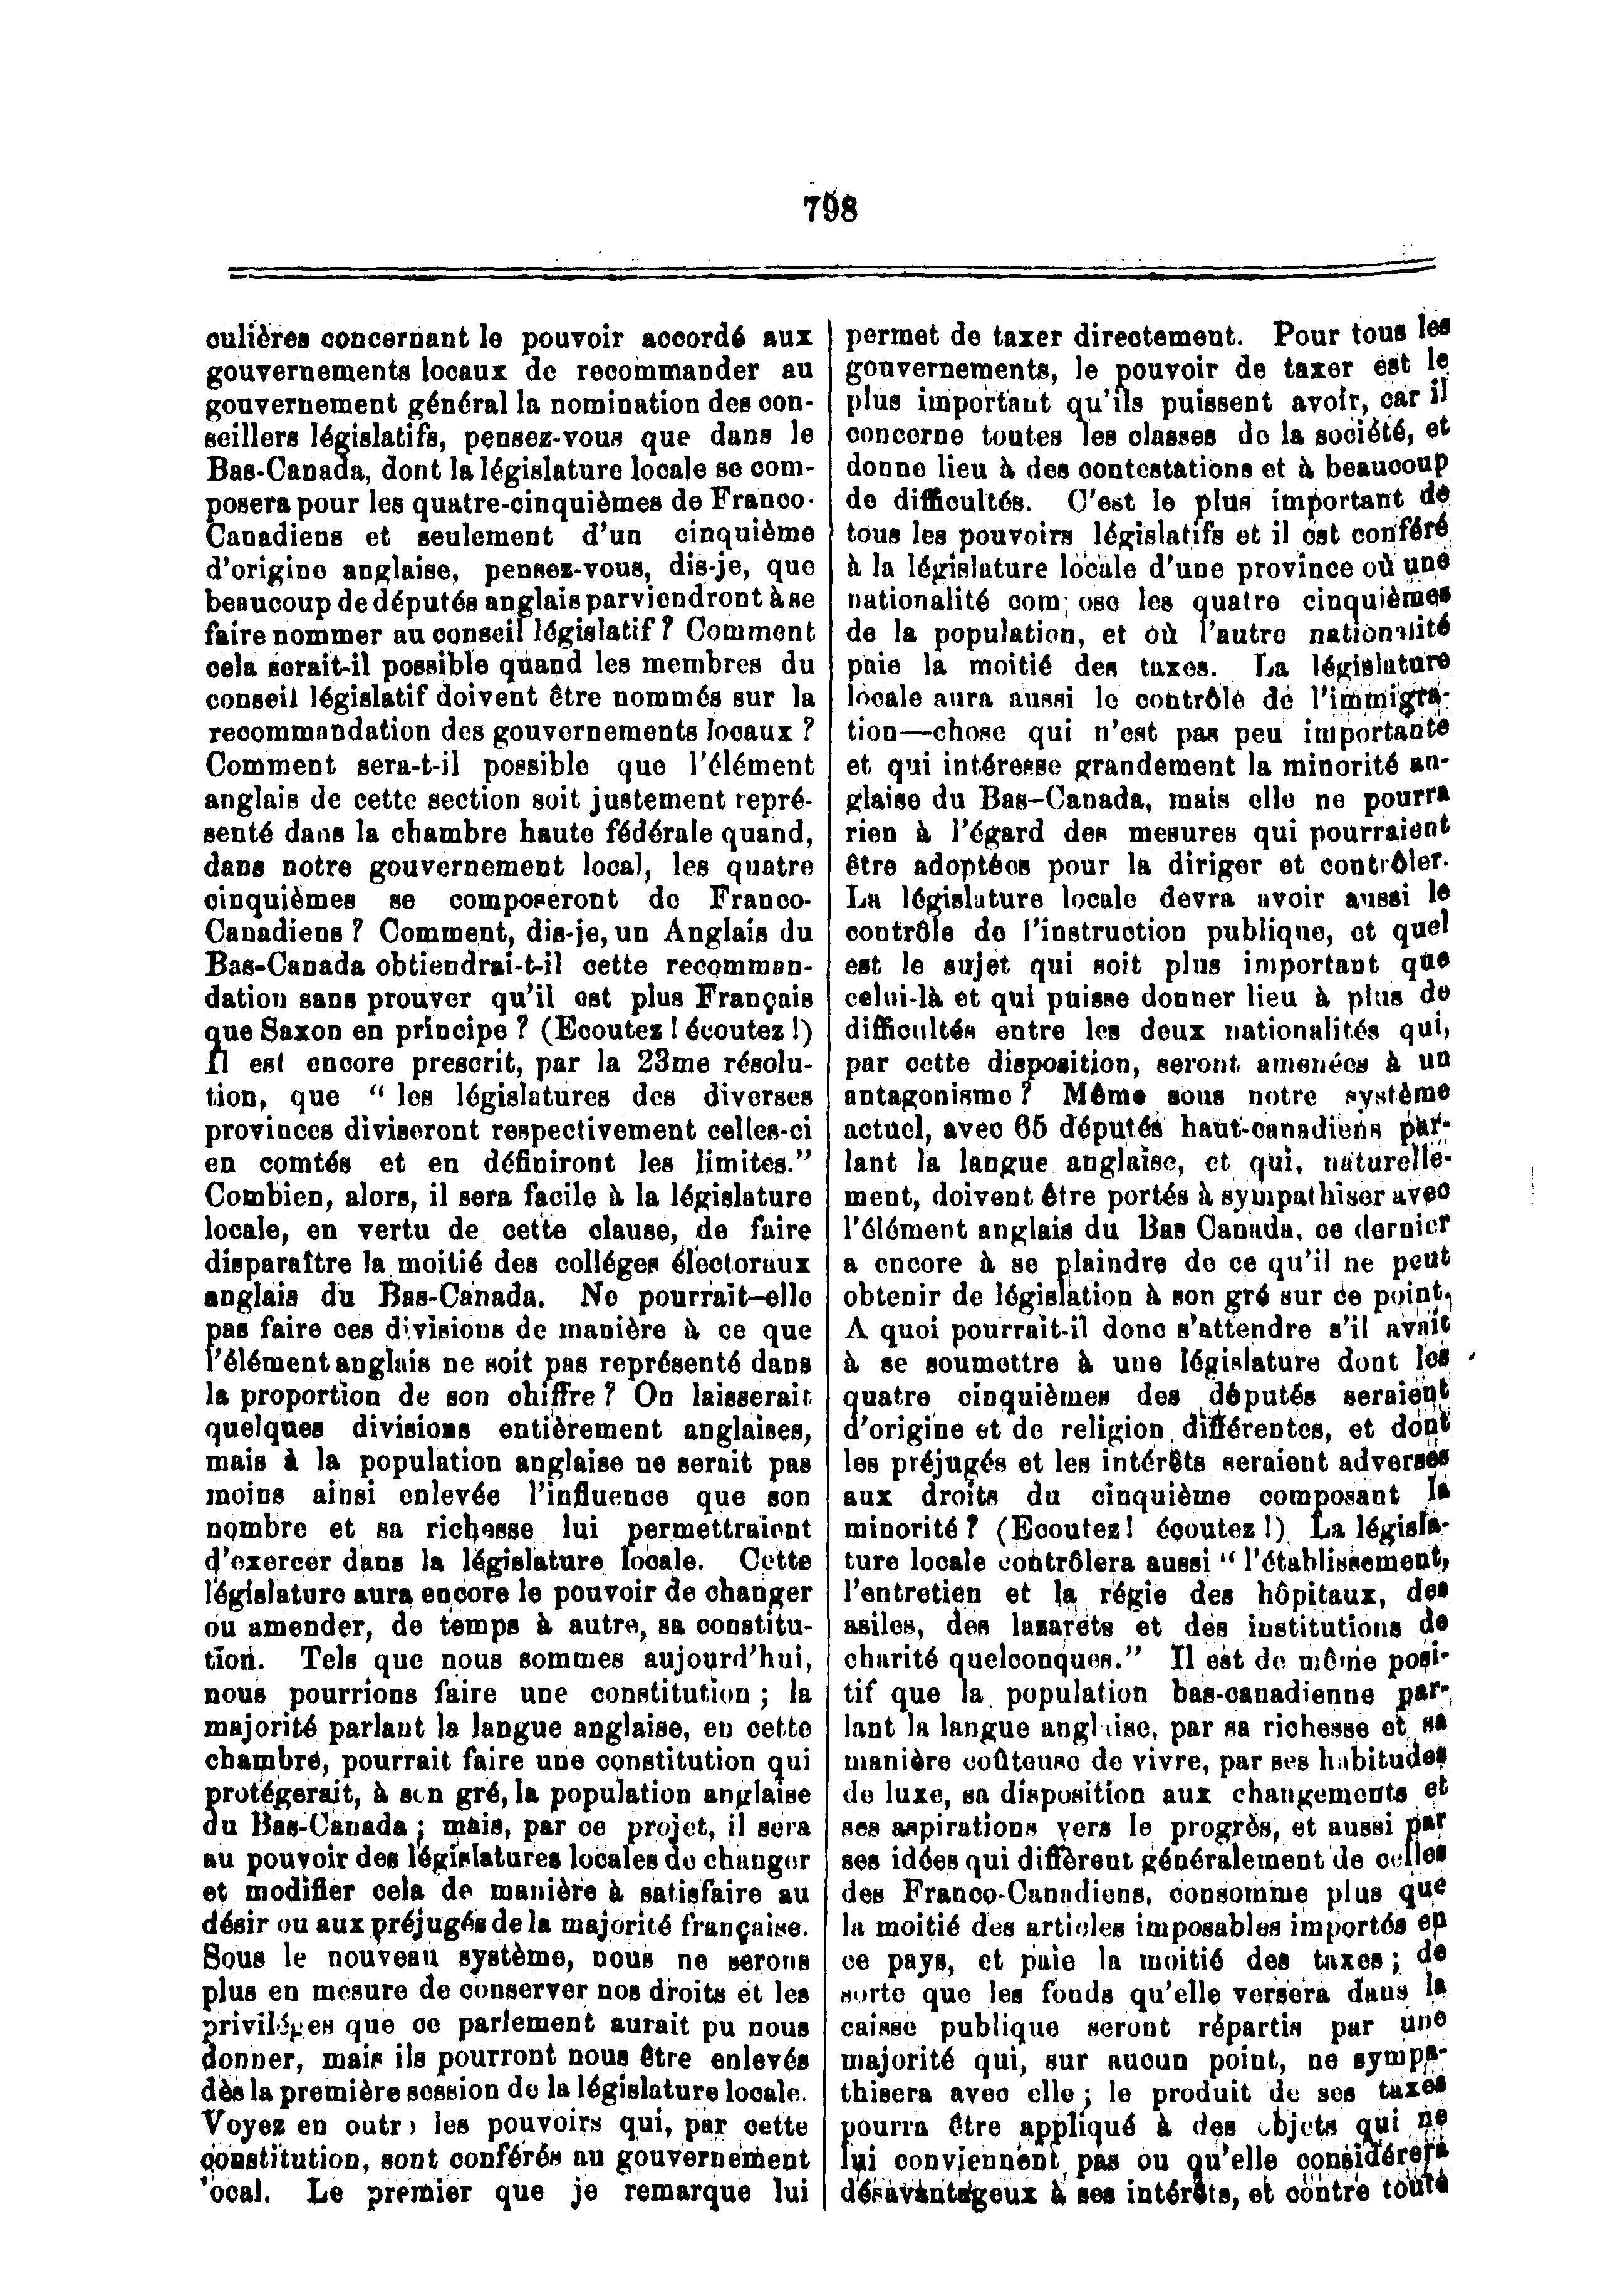 798
culières concernant le pouvoir accordé aux
gouvernements locaux de recommander au
gouvernement général la nomination des con-
seillers législatifs, pensez-vous que dans le
Bas-Canada, dont la législature locale se com-
posera pour les quatre-cinquièmes de Franco-
Canadiens et seulement d'un cinquième
d'origine anglaise, pensez-vous, dis-je, que
beaucoup de députés anglais parviendront à se
faire nommer au conseil législatif ? Comment
cela serait-il possible quand les membres du
conseil législatif doivent être nommés sur la
recommandation des gouvernements locaux ?
Comment sera-t-il possible que l'élément
anglais de cette section soit justement repré-
senté dans la chambre haute fédérale quand,
dans notre gouvernement local, les quatre
cinquièmes se composeront de Franco-
Canadiens ? Comment, dis-je, un Anglais du
Bas-Canada obtiendrai-t-il cette recomman-
dation sans prouver qu'il est plus Français
que Saxon en principe ? (Ecoutez ! écoutez !)
Il est encore prescrit, par la 23me résolu-
tion, que " les législatures des diverses
provinces diviseront respectivement celles-ci
en comtés et en définiront les limites."
Combien, alors, il sera facile à la législature
locale, en vertu de cette clause, de faire
disparaître la moitié des colléges électoraux
anglais du Bas-Canada. Ne pourrait-elle
pas faire ces divisions de manière à ce que
l'élément anglais ne soit pas représenté dans
la proportion de son chiffre ? On laisserait
quelques divisions entièrement anglaises,
mais à la population anglaise ne serait pas
moins ainsi enlevée l'influence que son
nombre et sa richesse lui permettraient
d'exercer dans la législature locale. Cette
législature aura encore le pouvoir de changer
ou amender, de temps à autre, sa constitu-
tion. Tels que nous sommes aujourd'hui,
nous pourrions faire une constitution ; la
majorité parlant la langue anglaise, en cette
chambre, pourrait faire une constitution qui
protégerait, à son gré, la population anglaise
du Bas-Canada ; mais, par ce projet, il sera
au pouvoir des législatures locales de changer
et modifier cela de manière à satisfaire au
désir ou aux préjugés de la majorité française.
Sous le nouveau système, nous ne serons
plus en mesure de conserver nos droits et les
priviléges que ce parlement aurait pu nous
donner, mais ils pourront nous être enlevés
dès la première session de la législature locale.
Voyez en outre les pouvoirs qui, par cette
constitution, sont conférés au gouvernement
'ocal. Le premier que je remarque lui
permet de taxer directement. Pour tous les
gouvernements, le pouvoir de taxer est le
plus important qu'ils puissent avoir, car il
concerne toutes les classes de la société, et
donne lieu à des contestations et à beaucoup
de difficultés. C'est le plus important de
tous les pouvoirs législatifs et il est conféré
à la législature locale d'une province où une
nationalité compose les quatre cinquièmes
de la population, et où l'autre nationalité
paie la moitié des taxes. La législature
locale aura aussi le contrôle de l'immigra-
tion—chose qui n'est pas peu importante
et qui intéresse grandement la minorité an-
glaise du Bas-Canada, mais elle ne pourra
rien à l'égard des mesures qui pourraient
être adoptées pour la diriger et contrôler.
La législature locale devra avoir aussi le
contrôle de l'instruction publique, et quel
est le sujet qui soit plus important que
celui-là et qui puisse donner lieu à plus de
difficultés entre les deux nationalités qui,
par cette disposition, seront amenées à un
antagonisme ? Même sous notre système
actuel, avec 65 députés haut-canadiens par-
lant la langue anglaise, et qui, naturelle-
ment, doivent être portés à sympathiser avec
l'élément anglais du Bas Canada, ce dernier
a encore à se plaindre de ce qu'il ne peut
obtenir de législation à son gré sur ce point.
A quoi pourrait-il donc s'attendre s'il avait
à se soumettre à une législature dont les
quatre cinquièmes des députés seraient
d'origine et de religion différentes, et dont
les préjugés et les intérêts seraient adverses
aux droits du cinquième composant la
minorité ? (Ecoutez ! écoutez !) La législa-
ture locale contrôlera aussi " l'établissement,
l'entretien et la régie des hôpitaux, des
asiles, des lazarets et des institutions de
charité quelconques." Il est de même posi-
tif que la population bas-canadienne par-
lant la langue anglaise, par sa richesse et sa
manière coûteuse de vivre, par ses habitudes
de luxe, sa disposition aux changements et
ses aspirations vers le progrès, et aussi par
ses idées qui diffèrent généralement de celles
des Franco-Canadiens, consomme plus que
la moitié des articles imposables importés en
ce pays, et paie la moitié des taxes ; de
sorte que les fonds qu'elle versera dans la
caisse publique seront répartis par une
majorité qui, sur aucun point, ne sympa-
thisera avec elle ; le produit de ses taxes
pourra être appliqué à des objets qui ne
lui conviennent pas ou qu'elle considérera
désavantageux à ses intérêts, et contre toute